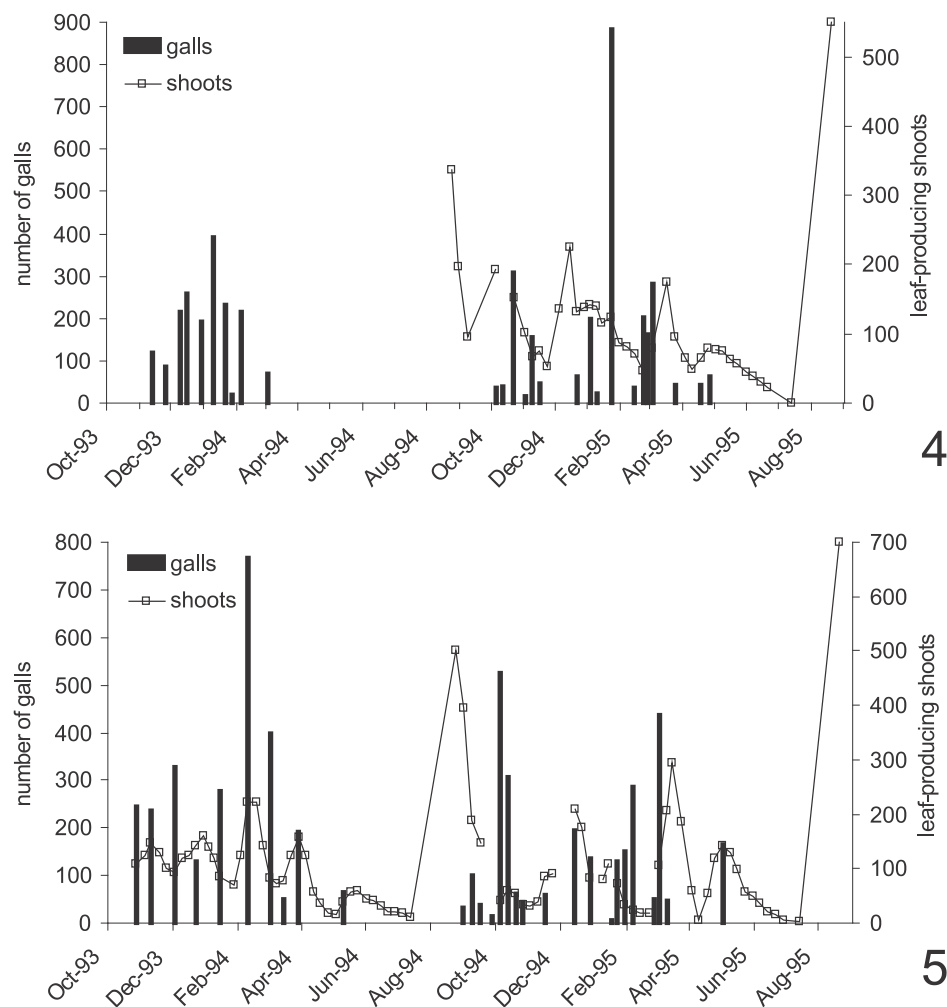 900
800
700
600
500
400
300
200
100
0
number of galls
galls
shoots
500
400
300
200
100
0
leaf-producing shoots
Oct-93
Dec-93
Feb-94
Apr-94
Jun-94
Aug-94
Oct-94
Dec-94
Feb-95
Apr-95
Jun-95
Aug-95
4
800
700
600
500
400
300
200
100
0
number of galls
galls
shoots
700
600
500
400
300
200
100
0
leaf-producing shoots
Oct-93
Dec-93
Feb-94
Apr-94
Jun-94
Aug-94
Oct-94
Dec-94
Feb-95
Apr-95
Jun-95
Aug-95
5